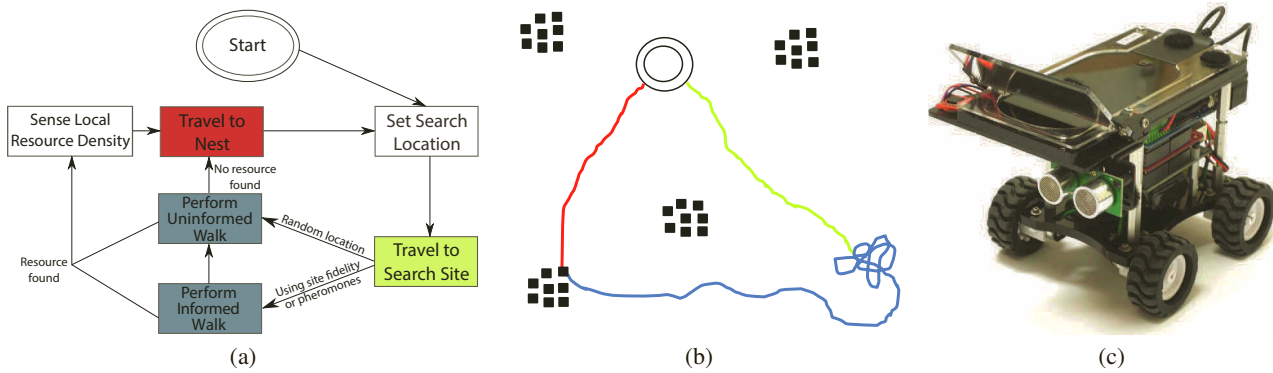 Start
Sense Local
Resource Density
Travel to
Nest
Set Search
Location
No resource
found
Perform
Uninformed
Walk
Random location
Travel to
Search Site
Resource
found
Using site fidelity
or pheromones
Perform
Informed
Walk
(a)
(b)
(c)